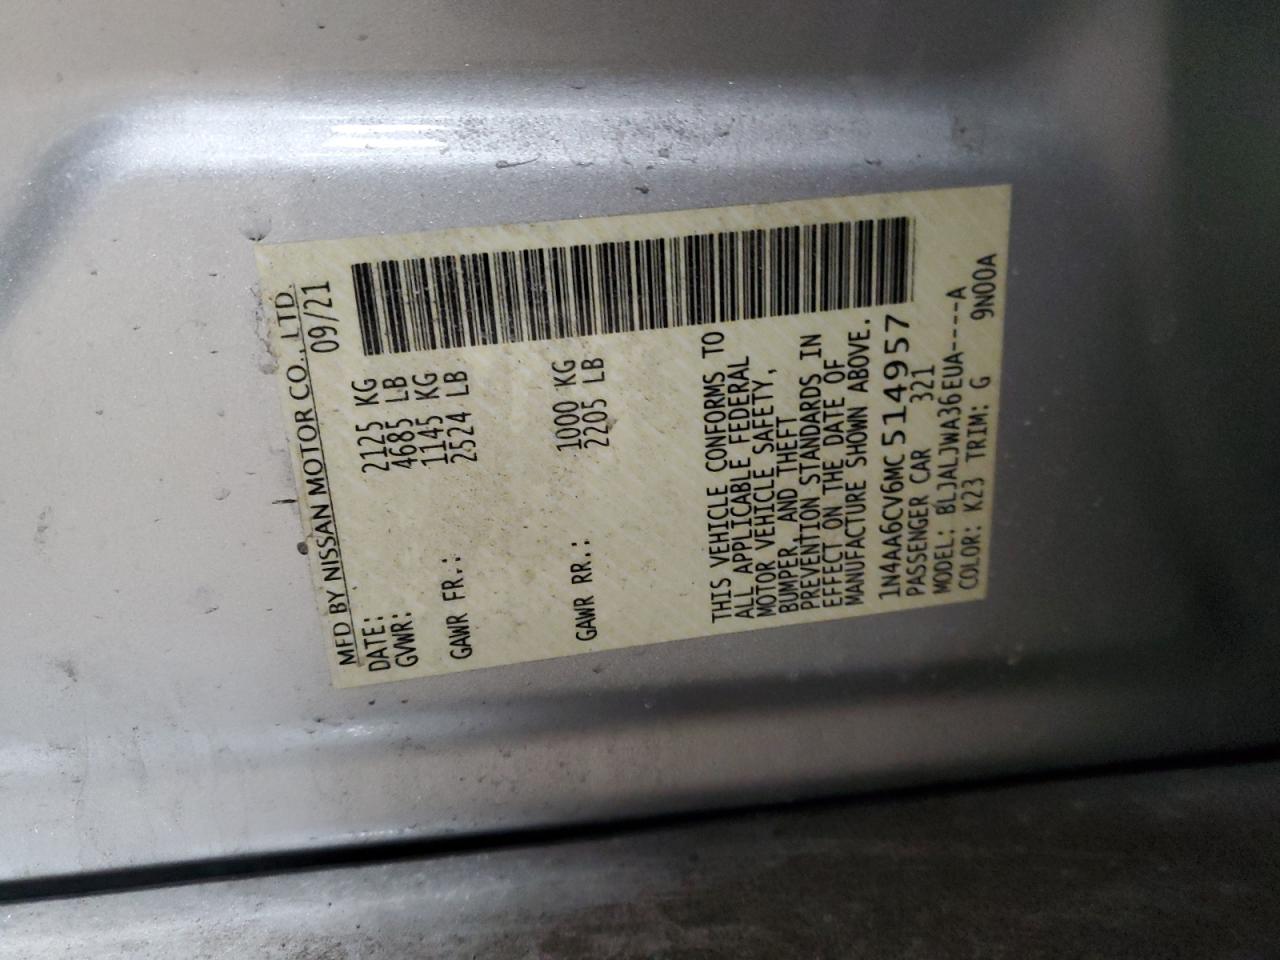 MFD BY NISSAN MOTOR CO., LTD.
DATE: 09/21
GVWR: 2125 KG
4685 LB
GAWR FR.: 1145 KG
2524 LB
GAWR RR.: 1000 KG
2205 LB
THIS VEHICLE CONFORMS TO
ALL APPLICABLE FEDERAL
MOTOR VEHICLE SAFETY,
BUMPER, AND THEFT
PREVENTION STANDARDS IN
EFFECT ON THE DATE OF
MANUFACTURE SHOWN ABOVE.
1N4AA6CV6MC514957
PASSENGER CAR 321
MODEL: BLJALJWA36EUA----A
COLOR: K23 TRIM: G 9N00A